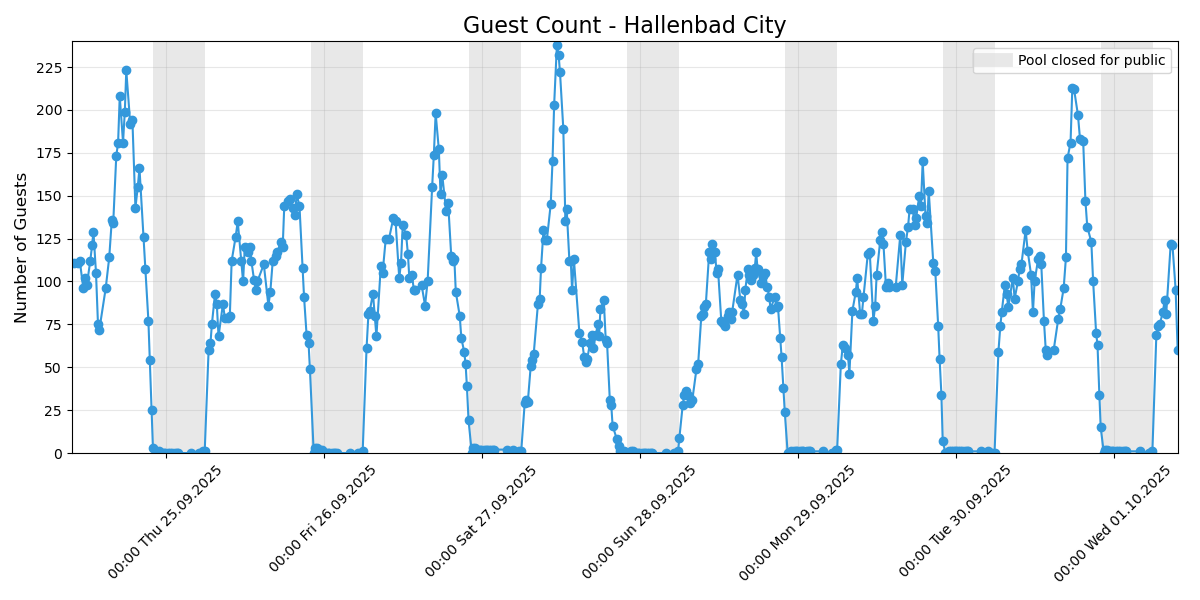 Guest Count - Hallenbad City
Pool closed for public
Number of Guests
225
200
175
150
125
100
75
50
25
0
00:00 Thu 25.09.2025
00:00 Fri 26.09.2025
00:00 Sat 27.09.2025
00:00 Sun 28.09.2025
00:00 Mon 29.09.2025
00:00 Tue 30.09.2025
00:00 Wed 01.10.2025